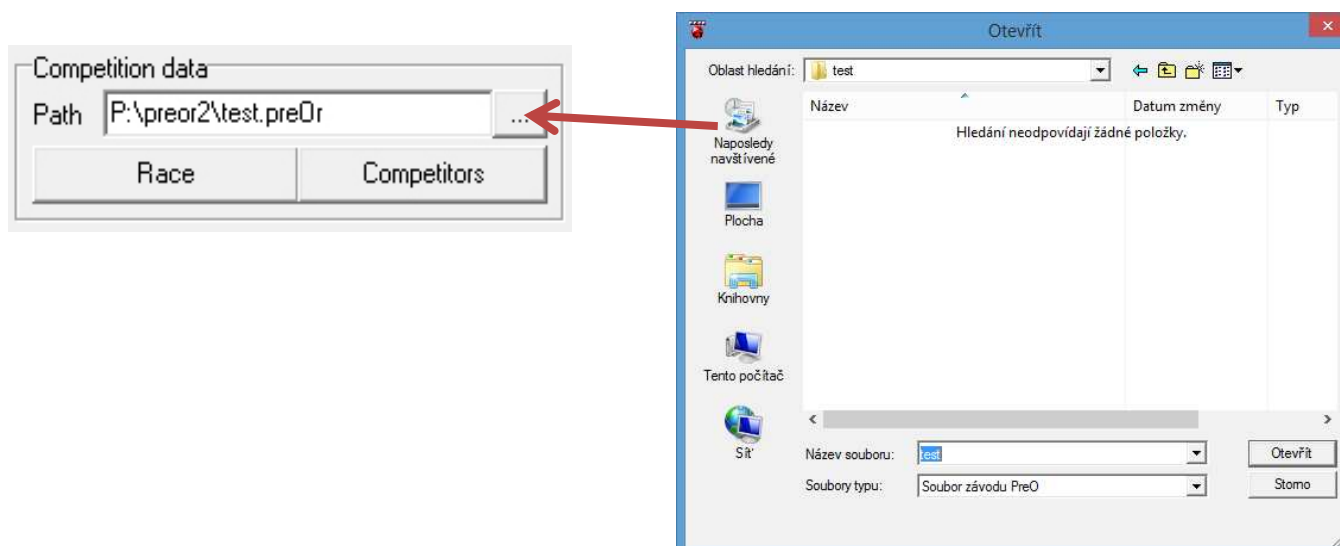 Competition data
Path P:\preor2\test.preOr ...
Race Competitors
Otevřít
Oblast hledání: test
Název Datum změny Typ
Hledání neodpovídají žádné položky.
Naposledy
navštívené
Plocha
Knihovny
Tento počítač
Síť
Název souboru: test Otevřít
Soubory typu: Soubor závodu PreO Storno